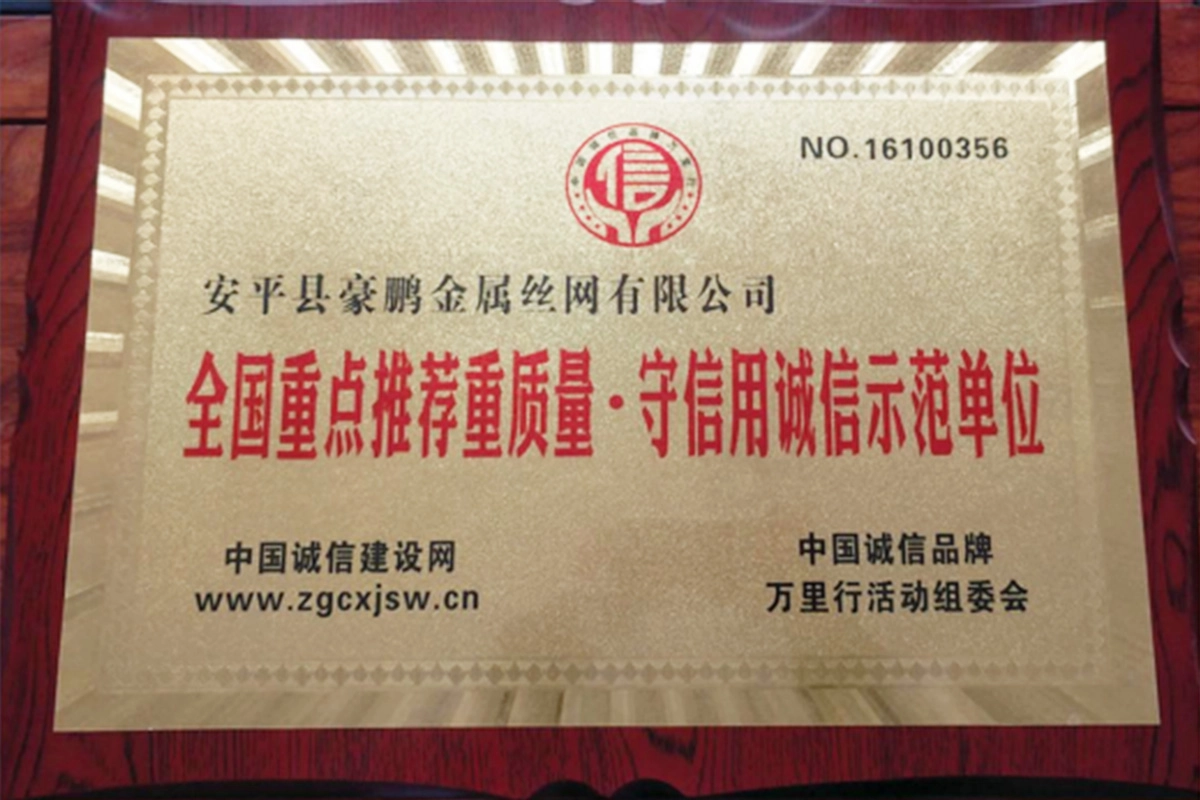 NO.16100356
信
安平县豪鹏金属丝网有限公司
全国重点推荐重质量·守信用诚信示范单位
中国诚信建设网
www.zgcxjsw.cn
中国诚信品牌
万里行活动组委会